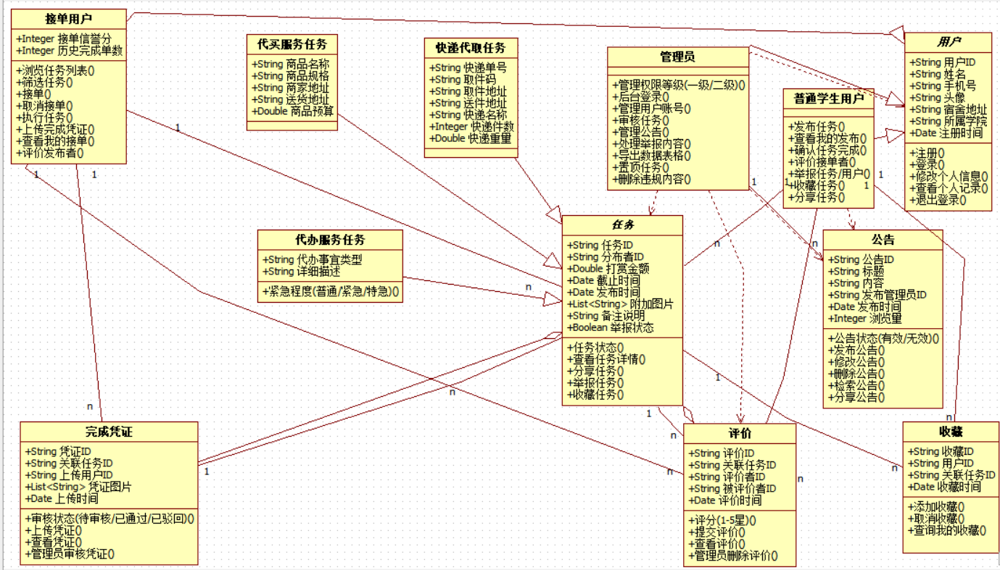 接单用户
+Integer 接单信誉分
+Integer 历史完成单数
+浏览任务列表()
+筛选任务()
+接单()
+取消接单()
+执行任务()
+上传完成凭证()
+查看我的接单()
+评价发布者()
代买服务任务
+String 商品名称
+String 商品规格
+String 商家地址
+String 送货地址
+Double 商品预算
快递代取任务
+String 快递单号
+String 取件码
+String 取件地址
+String 送件地址
+String 快递名称
+Integer 快递件数
+Double 快递重量
管理员
+管理权限等级(一级/二级)()
+后台登录()
+管理用户账号()
+审核任务()
+管理公告()
+处理举报内容()
+导出数据表格()
+置顶任务()
+删除违规内容()
普通学生用户
+发布任务()
+查看我的发布()
+确认任务完成()
+评价接单者()
+举报任务/用户()
+收藏任务()
+分享任务()
用户
+String 用户ID
+String 姓名
+String 手机号
+String 头像
+String 宿舍地址
+String 所属学院
+Date 注册时间
+注册()
+登录()
+修改个人信息()
+查看个人记录()
+退出登录()
1
1
1
1
1
1
1
代办服务任务
+String 代办事宜类型
+String 详细描述
+紧急程度(普通/紧急/特急)()
n
任务
+String 任务ID
+String 分布者ID
+Double 打赏金额
+Date 截止时间
+Date 发布时间
+List<String> 附加图片
+String 备注说明
+Boolean 举报状态
+任务状态()
+查看任务详情()
+分享任务()
+举报任务()
+收藏任务()
n
n
公告
+String 公告ID
+String 标题
+String 内容
+String 发布管理员ID
+Date 发布时间
+Integer 浏览量
+公告状态(有效/无效)()
+发布公告()
+修改公告()
+删除公告()
+检索公告()
+分享公告()
n
n
1
1
n
n
完成凭证
+String 凭证ID
+String 关联任务ID
+String 上传用户ID
+List<String> 凭证图片
+Date 上传时间
+审核状态(待审核/已通过/已驳回)()
+上传凭证()
+查看凭证()
+管理员审核凭证()
1
n
评价
+String 评价ID
+String 关联任务ID
+String 评价者ID
+String 被评价者ID
+Date 评价时间
+评分(1-5星)()
+提交评价()
+查看评价()
+管理员删除评价()
n
n
收藏
+String 收藏ID
+String 用户ID
+String 关联任务ID
+Date 收藏时间
+添加收藏()
+取消收藏()
+查询我的收藏()